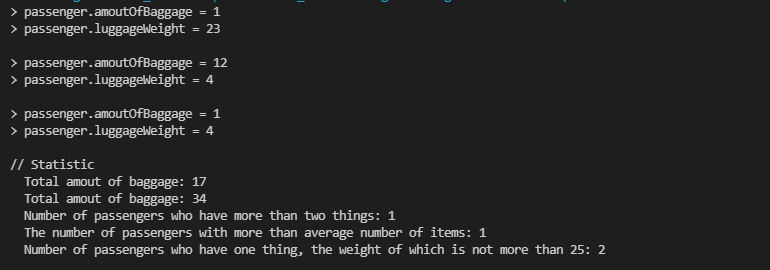 > passenger.amoutOfBaggage = 1
> passenger.luggageWeight = 23
> passenger.amoutOfBaggage = 12
> passenger.luggageWeight = 4
> passenger.amoutOfBaggage = 1
> passenger.luggageWeight = 4
// Statistic
Total amout of baggage: 17
Total amout of baggage: 34
Number of passengers who have more than two things: 1
The number of passengers with more than average number of items: 1
Number of passengers who have one thing, the weight of which is not more than 25: 2